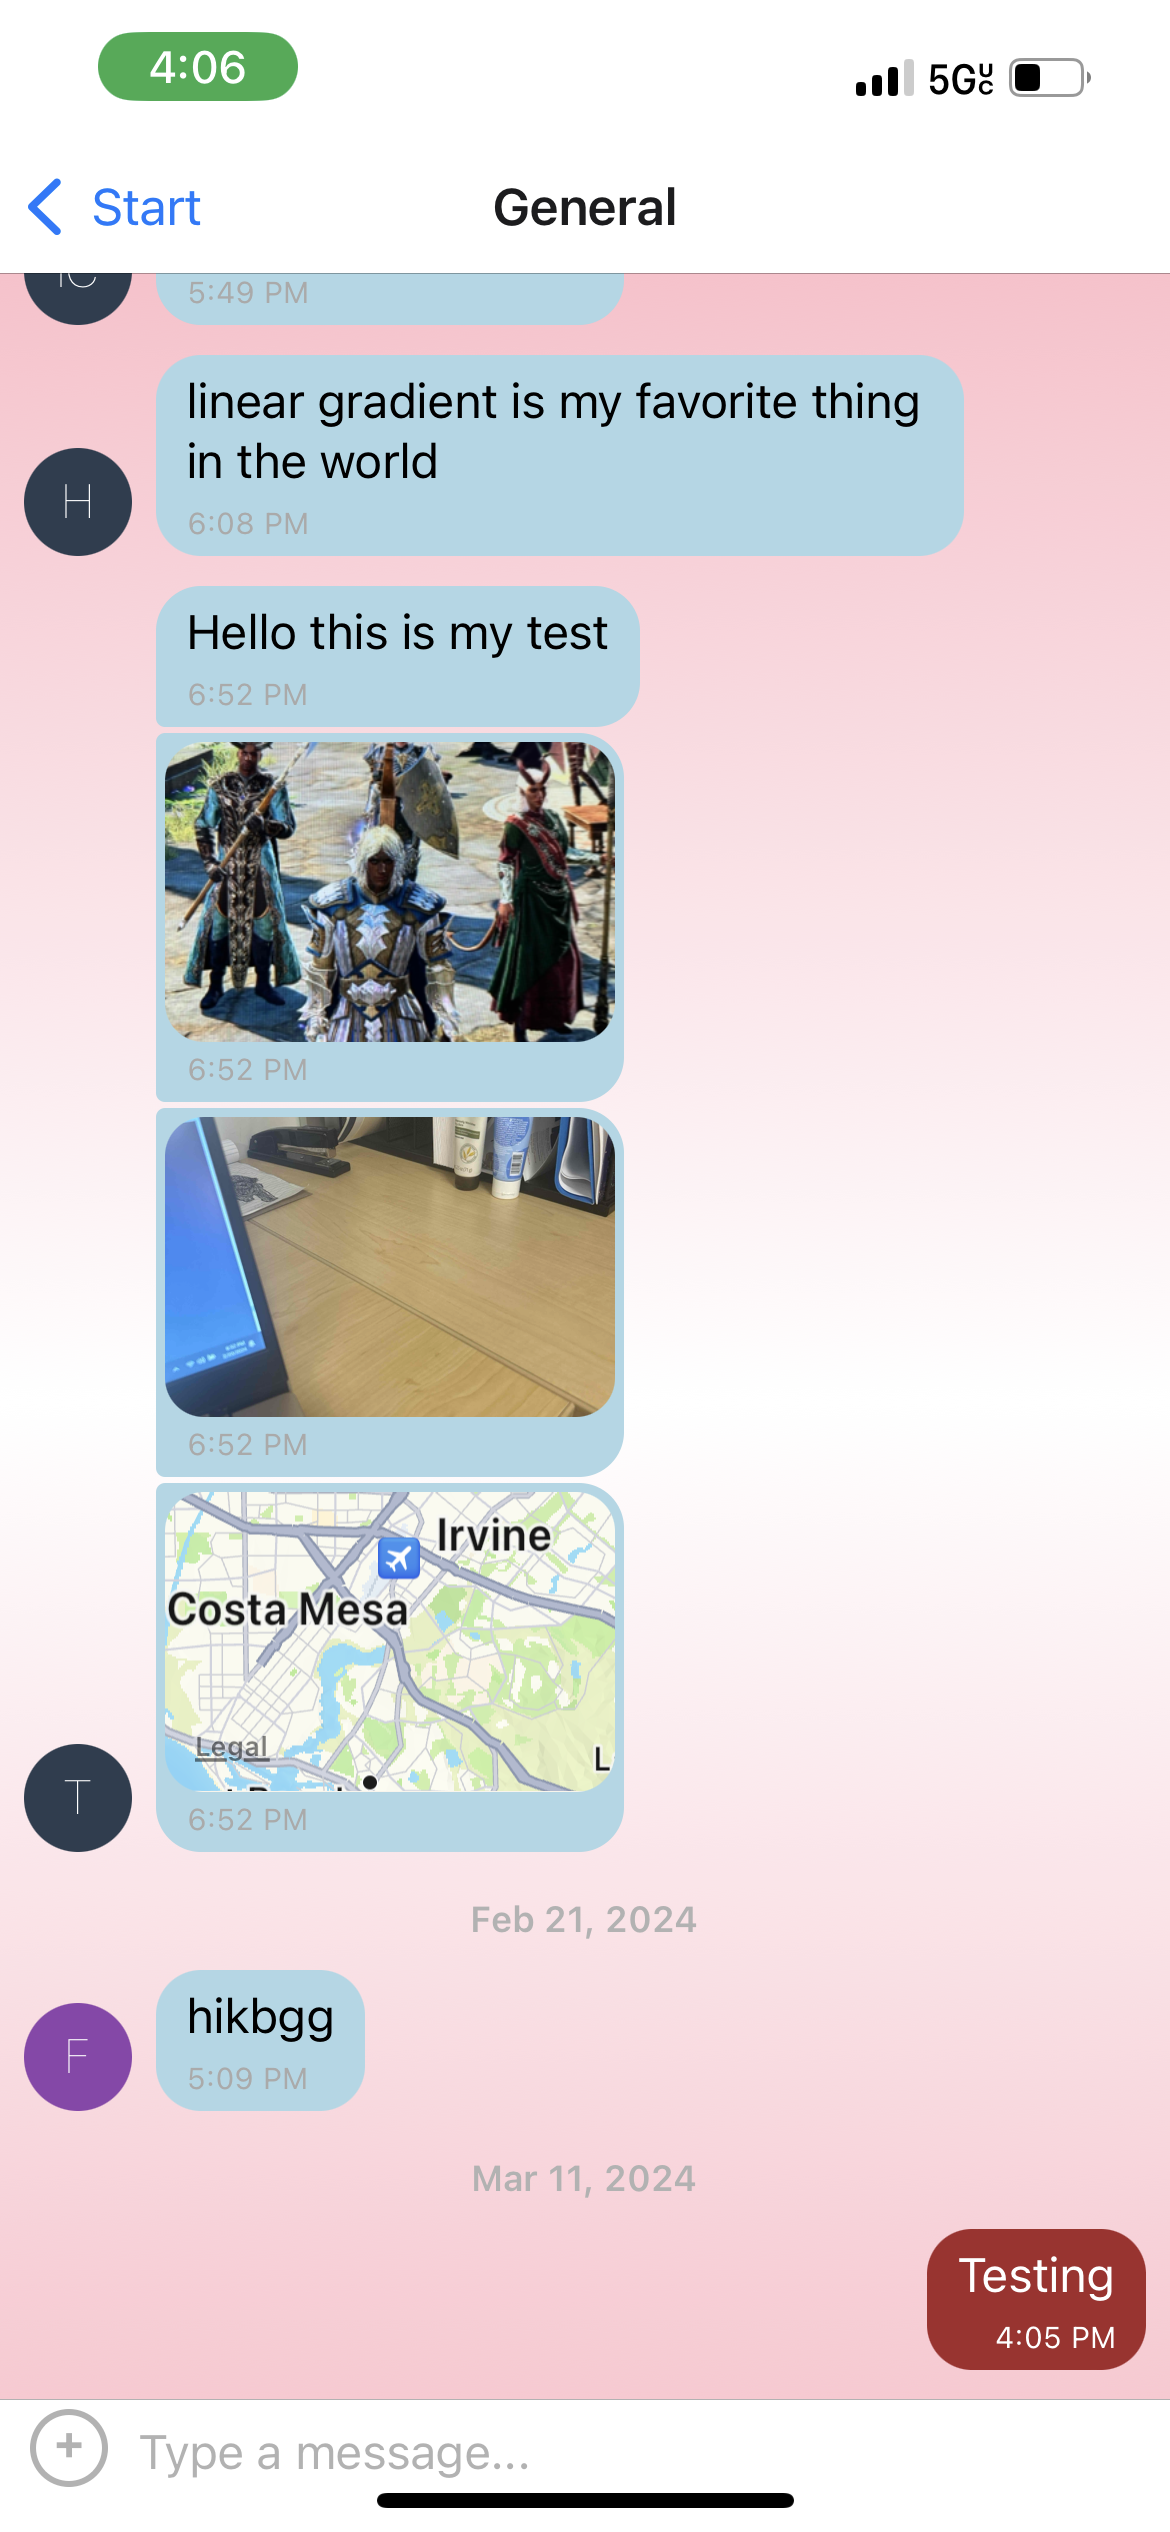 4:06
5G UC
Start
General
5:49 PM
linear gradient is my favorite thing
in the world
H
6:08 PM
Hello this is my test
6:52 PM
6:52 PM
6:52 PM
Irvine
Costa Mesa
Legal
L
T
6:52 PM
Feb 21, 2024
hikbgg
F
5:09 PM
Mar 11, 2024
Testing
4:05 PM
+
Type a message...